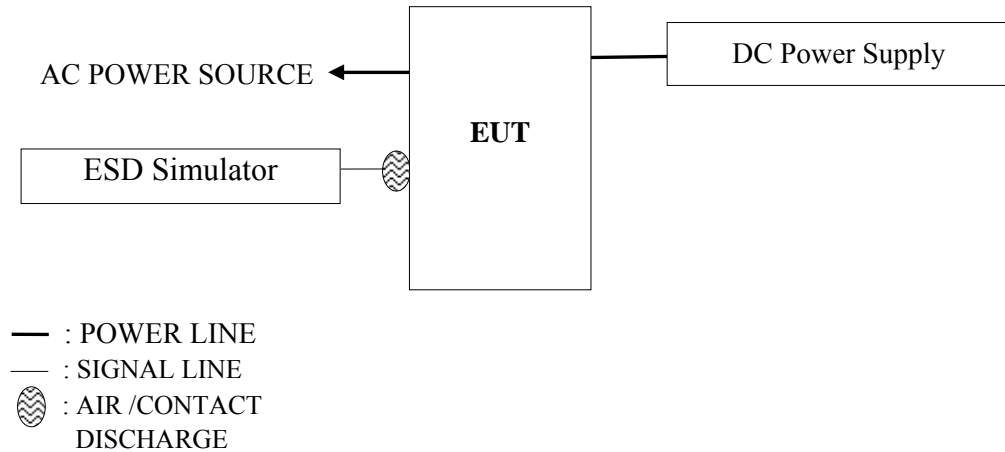 AC POWER SOURCE
ESD Simulator
EUT
DC Power Supply
: POWER LINE
: SIGNAL LINE
: AIR /CONTACT
DISCHARGE